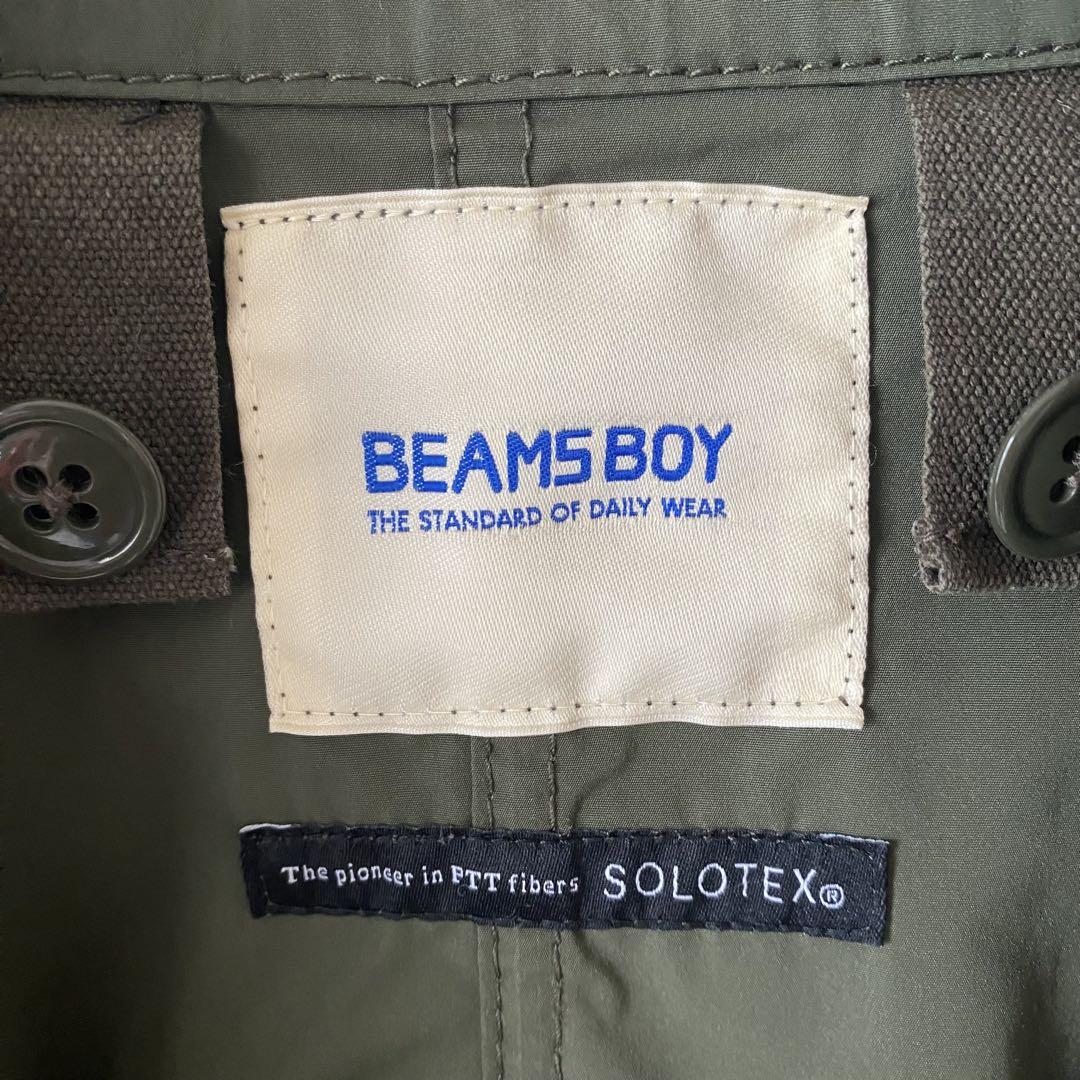 BEAMS BOY
THE STANDARD OF DAILY WEAR
The pioneer in PTT fibers SOLOTEX®